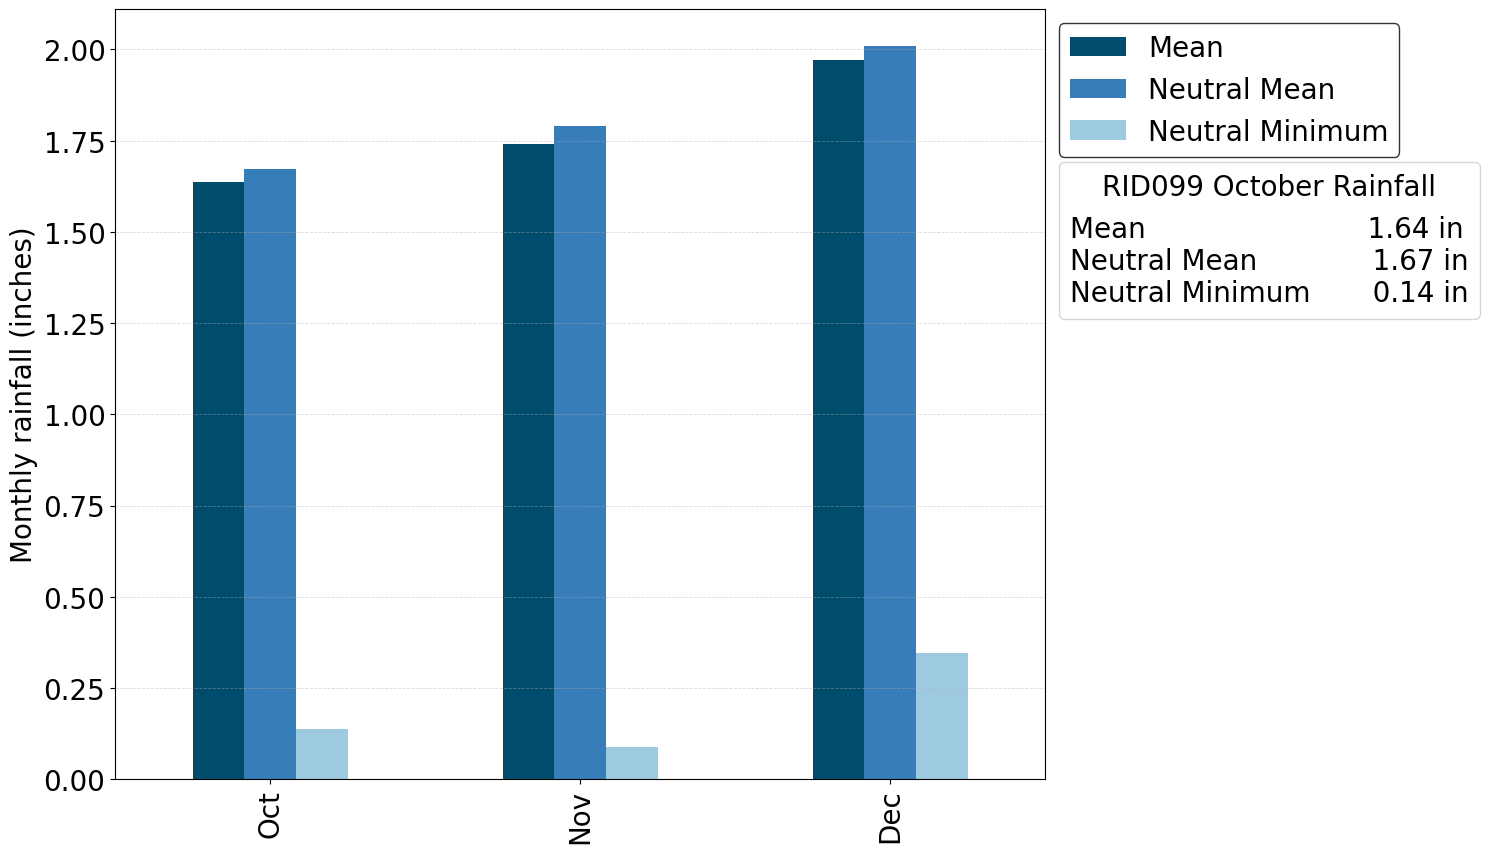 2.00
1.75
1.50
1.25
1.00
0.75
0.50
0.25
0.00
Monthly rainfall (inches)
Oct
Nov
Dec
Mean
Neutral Mean
Neutral Minimum
RID099 October Rainfall
Mean 1.64 in
Neutral Mean 1.67 in
Neutral Minimum 0.14 in